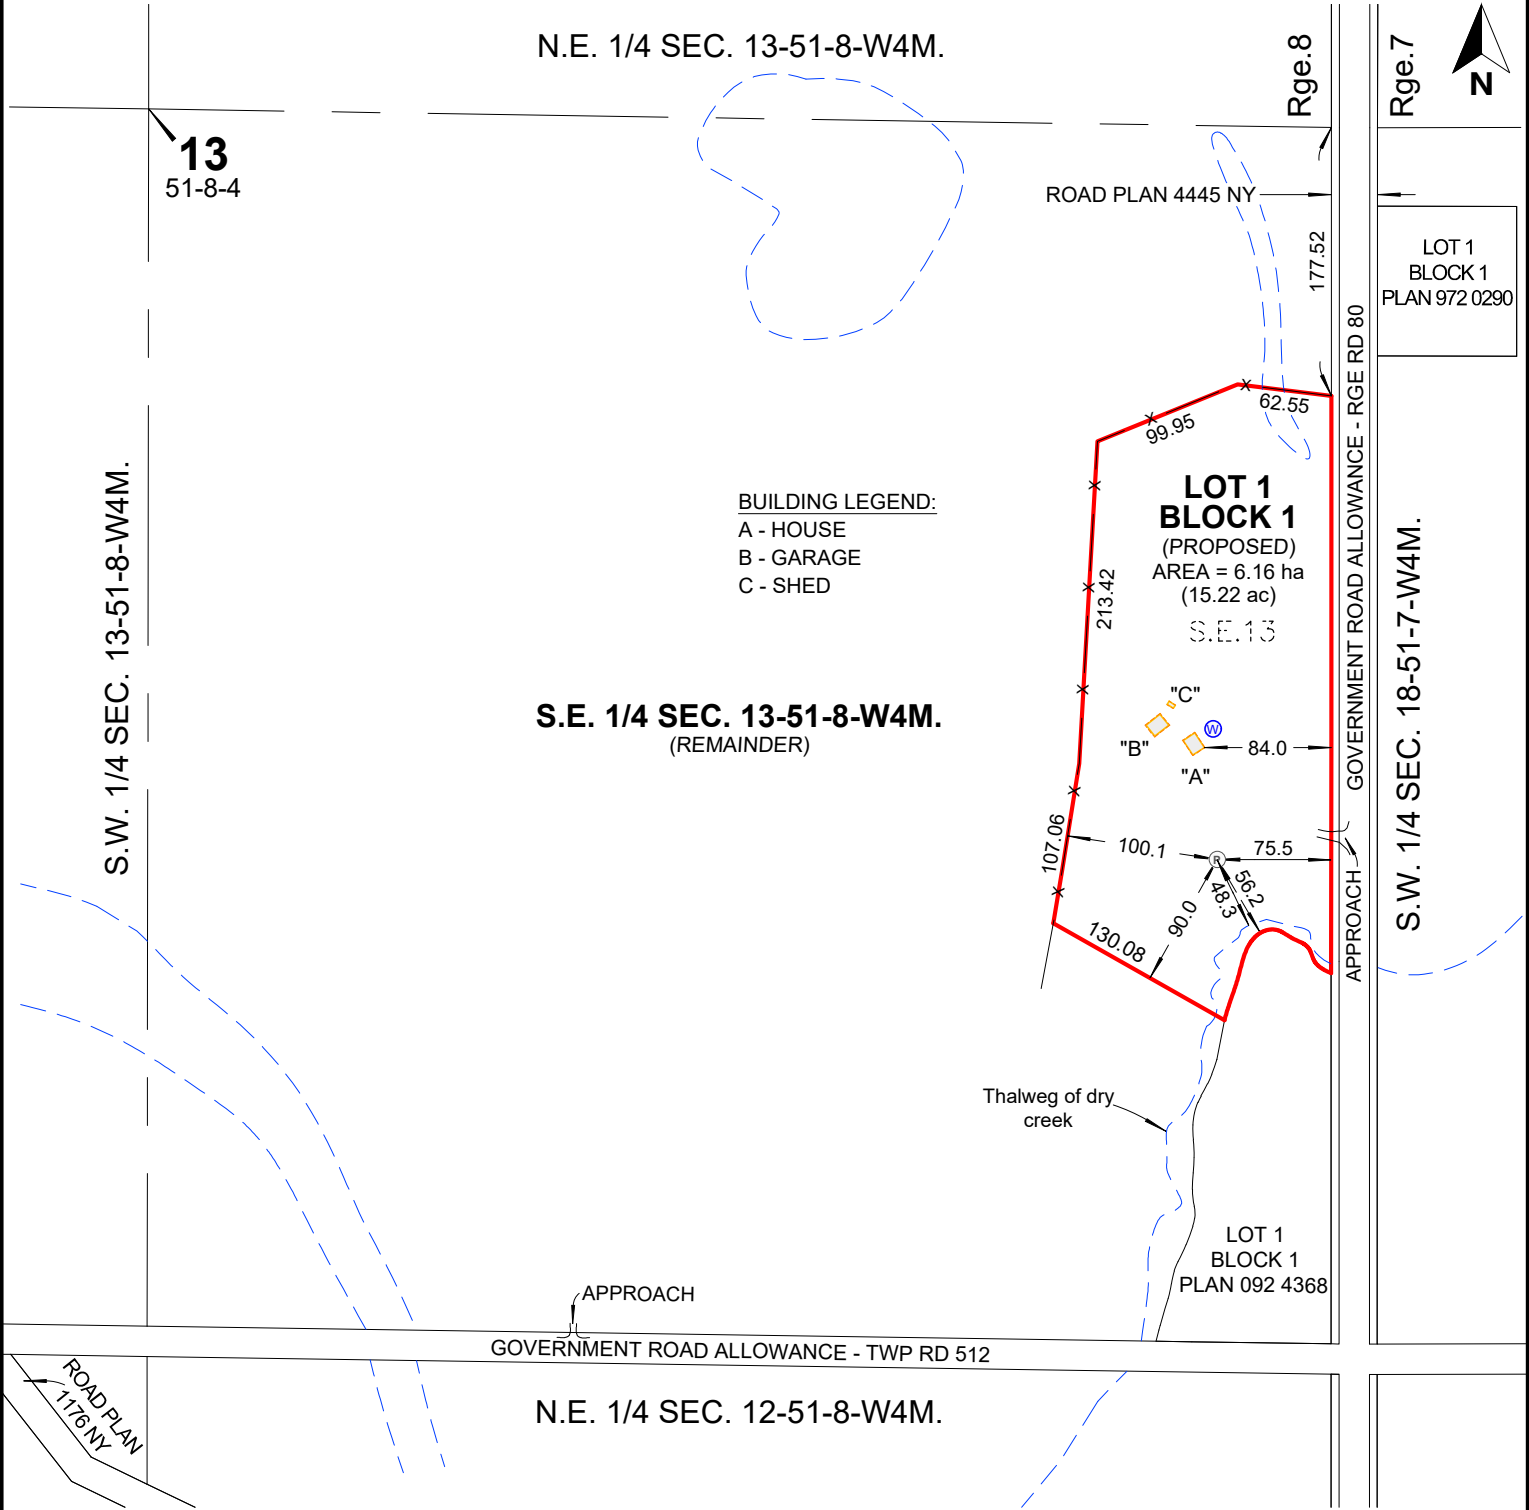 N.E. 1/4 SEC. 13-51-8-W4M.
Rge.8
Rge.7
N
13
51-8-4
ROAD PLAN 4445 NY
177.52
LOT 1
BLOCK 1
PLAN 972 0290
GOVERNMENT ROAD ALLOWANCE - RGE RD 80
62.55
99.95
S.W. 1/4 SEC. 13-51-8-W4M.
BUILDING LEGEND:
A - HOUSE
B - GARAGE
C - SHED
213.42
LOT 1
BLOCK 1
(PROPOSED)
AREA = 6.16 ha
(15.22 ac)
S.E.13
S.W. 1/4 SEC. 18-51-7-W4M.
S.E. 1/4 SEC. 13-51-8-W4M.
(REMAINDER)
"C"
"B"
W
84.0
"A"
107.06
100.1
R
75.5
56.2
48.3
90.0
130.08
APPROACH
Thalweg of dry
creek
LOT 1
BLOCK 1
PLAN 092 4368
APPROACH
GOVERNMENT ROAD ALLOWANCE - TWP RD 512
ROAD PLAN
1176 NY
N.E. 1/4 SEC. 12-51-8-W4M.